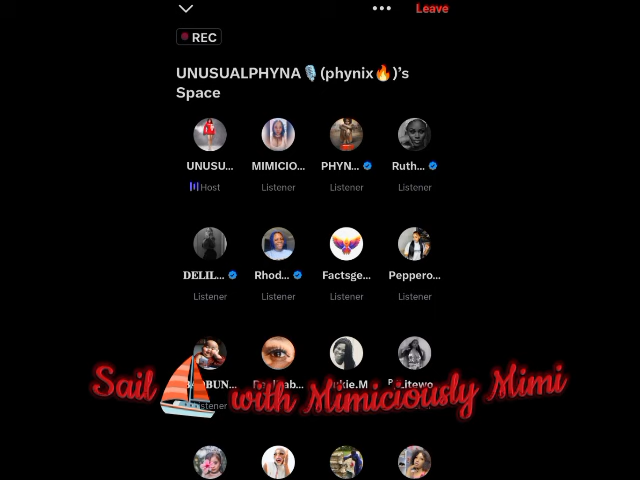 Leave
REC
UNUSUALPHYNA🎙️(phynix🔥)’s
Space
UNUSU... MIMICIO... PHYN... Ruth...
Host Listener Listener Listener
DELIL... Rhod... Factsge... Peppero...
Listener Listener Listener Listener
Sail with Mimiciously Mimi